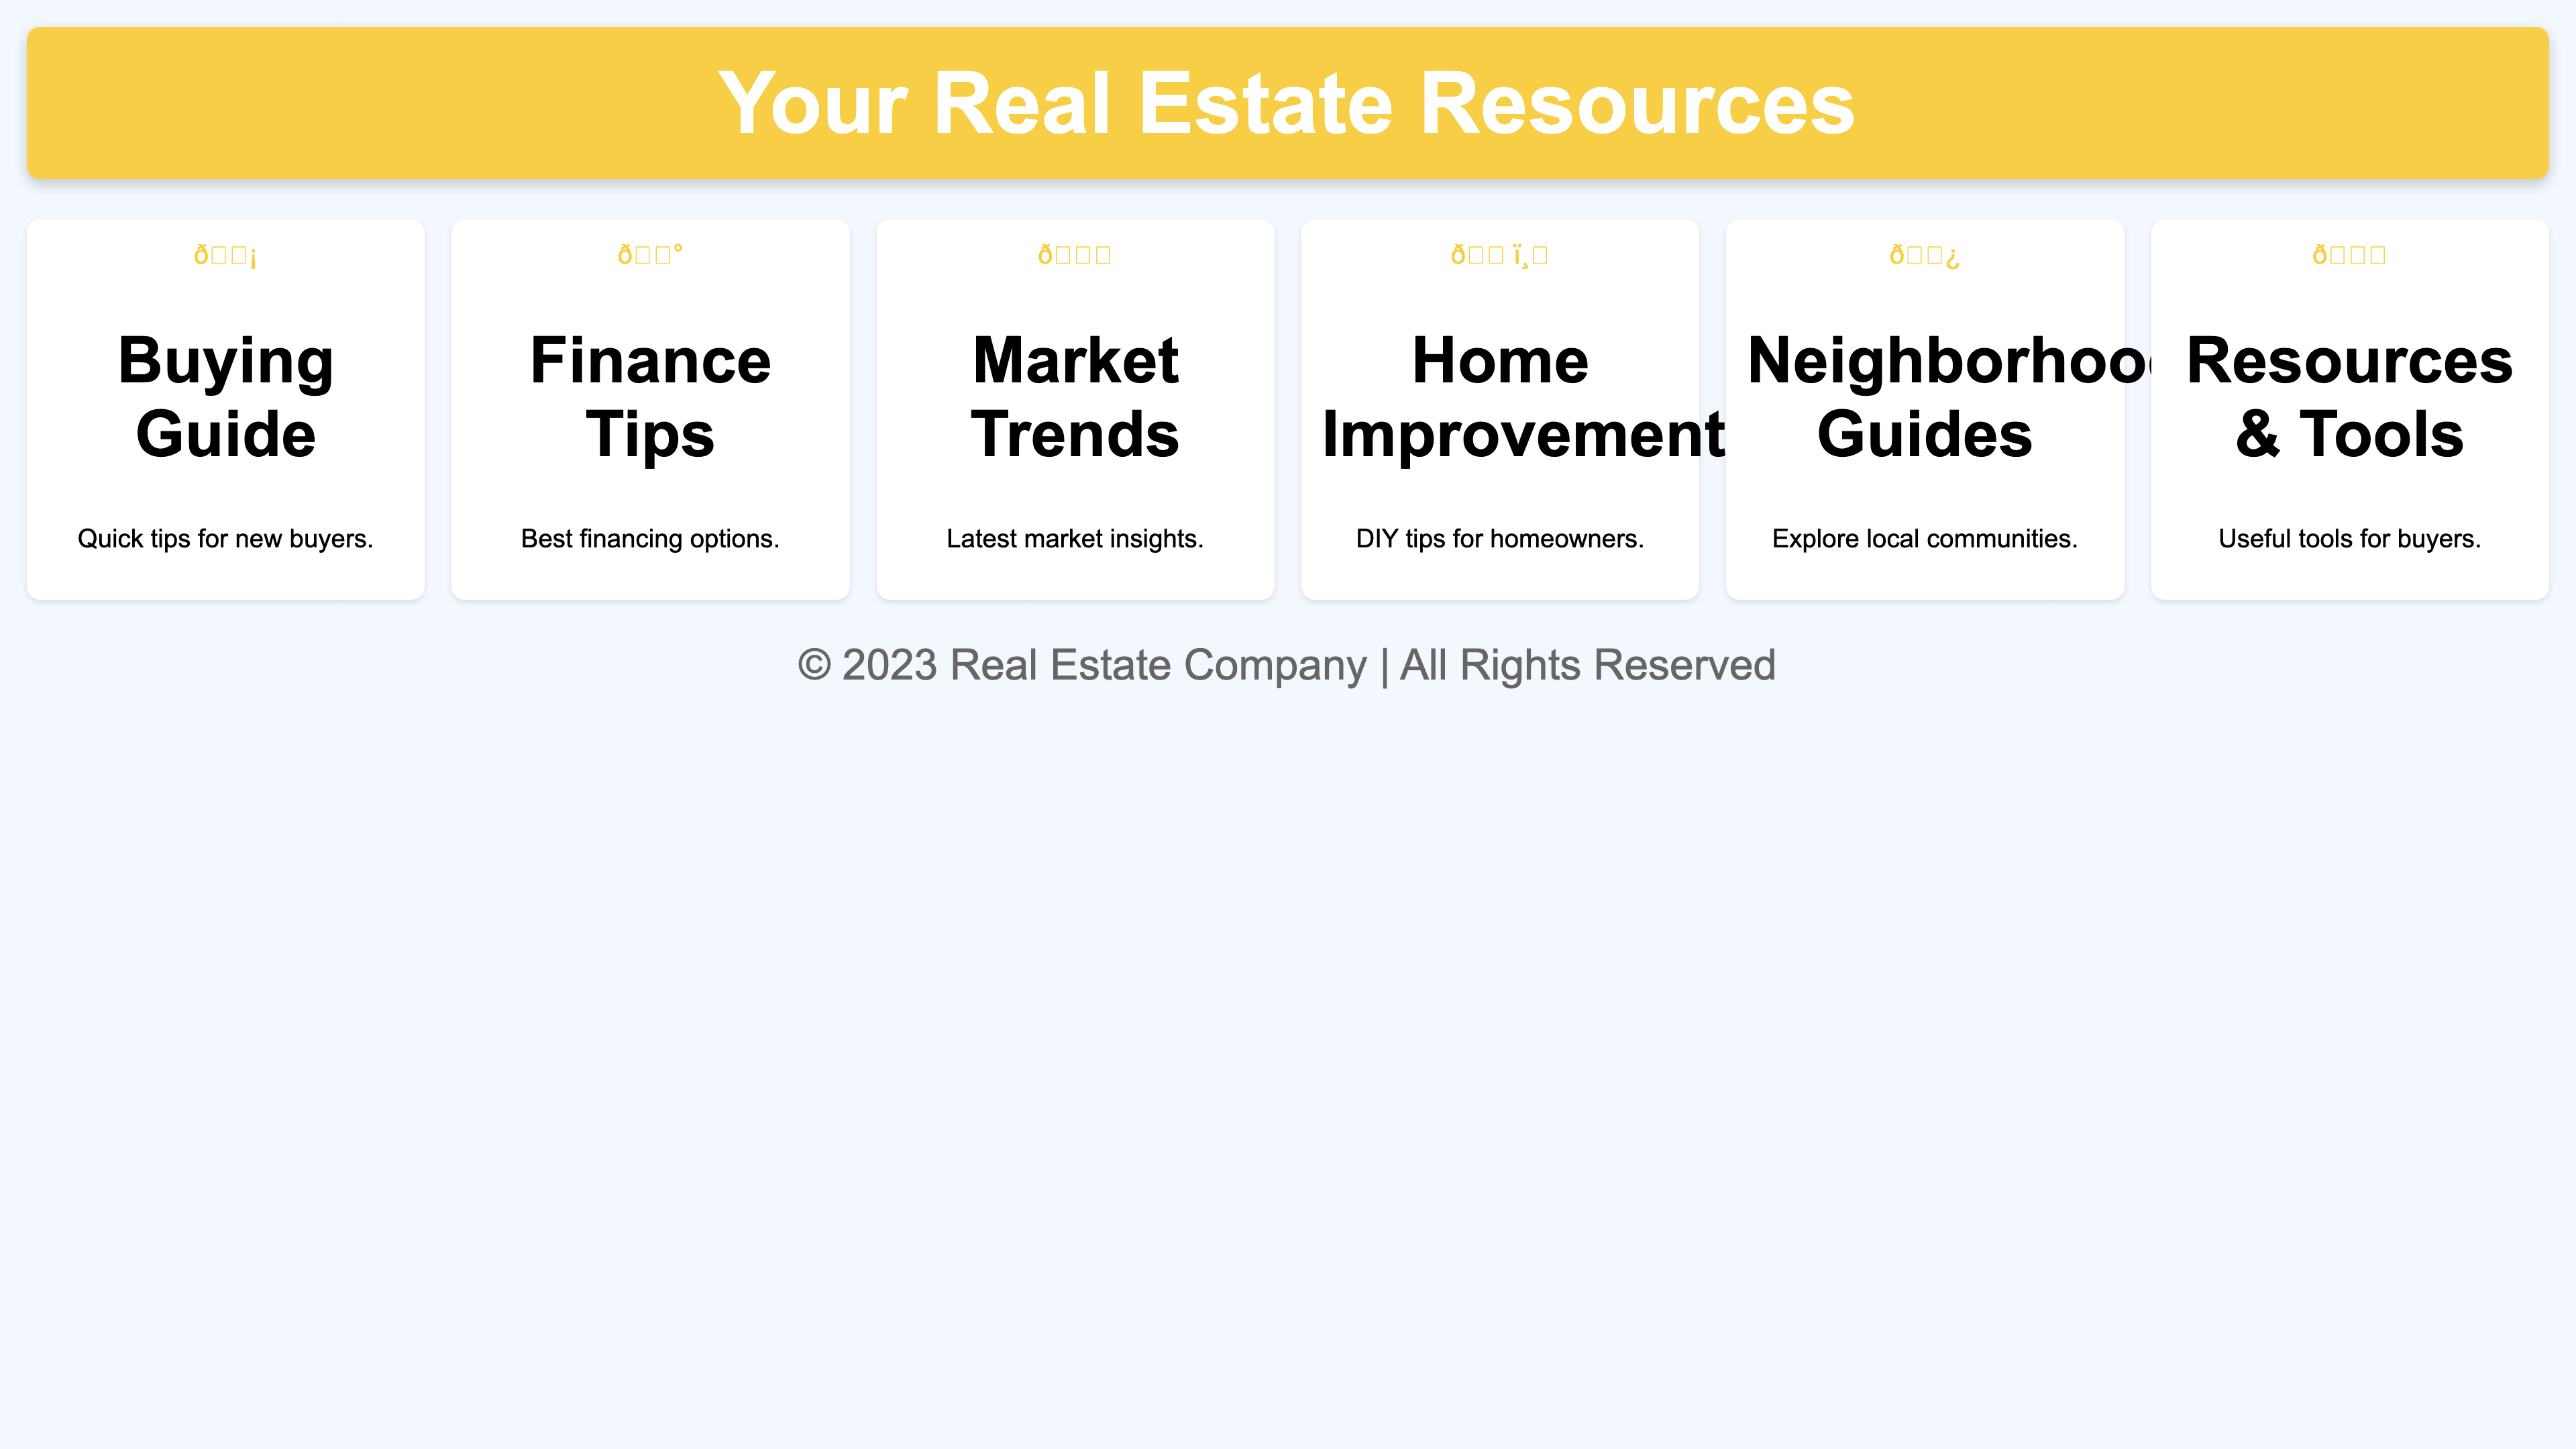 Your Real Estate Resources
Buying
Guide
Quick tips for new buyers.
Finance
Tips
Best financing options.
Market
Trends
Latest market insights.
Home
Improvement
DIY tips for homeowners.
Neighborhoo
Guides
Explore local communities.
Resources
& Tools
Useful tools for buyers.
© 2023 Real Estate Company | All Rights Reserved